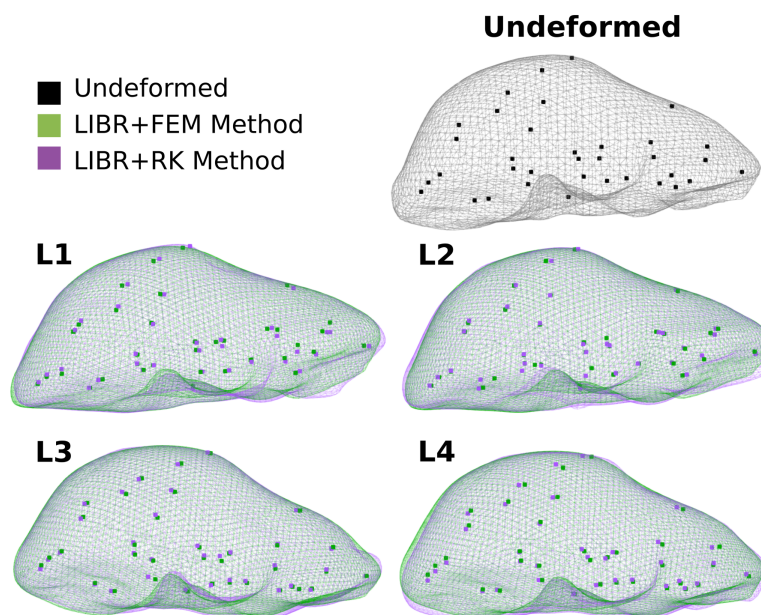 Undeformed
Undeformed
LIBR+FEM Method
LIBR+RK Method
L1
L2
L3
L4